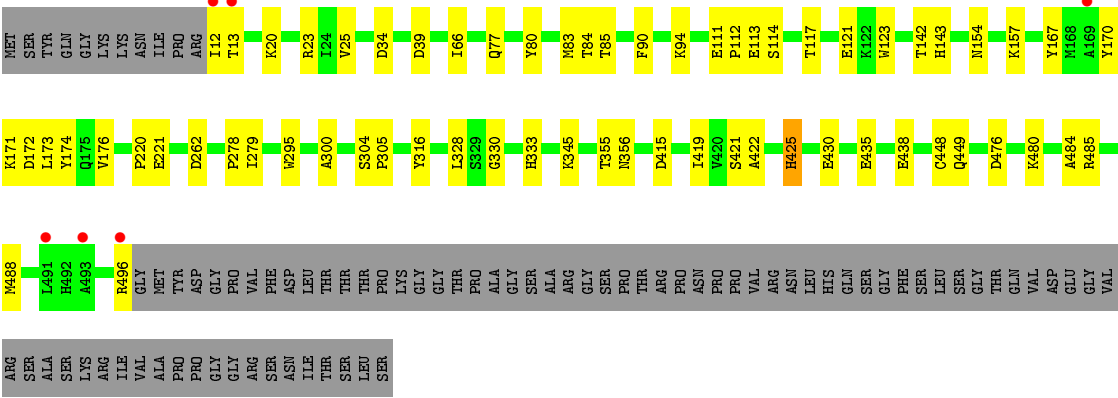 MET SER TYR GLN GLY LYS LYS ASN ILE PRO ARG I12 T13 K20 R23 I24 V25 D34 D39 I66 Q77 Y80 M83 T84 T85 F90 K94 E111 P112 E113 S114 T117 E121 K122 W123 T142 H143 N154 K157 Y167 M168 A169 Y170
K171 D172 L173 Y174 Q175 V176 P220 E221 D262 P278 I279 W295 A300 S304 P305 Y316 L328 S329 G330 H333 K345 T355 N356 D415 I419 V420 S421 A422 H425 E430 E435 E438 C448 Q449 D476 K480 A484 R485
M488 L491 H492 A493 R496 GLY MET TYR ASP GLY PRO VAL PHE ASP LEU THR THR THR PRO LYS GLY GLY THR PRO ALA GLY SER ALA ARG GLY SER PRO THR ARG PRO ASN PRO PRO VAL ARG ASN LEU HIS GLN SER GLY PHE SER LEU SER GLY THR GLN VAL ASP GLU GLY VAL
ARG SER ALA SER LYS ARG ILE VAL ALA PRO PRO GLY GLY ARG SER ASN ILE THR SER LEU SER